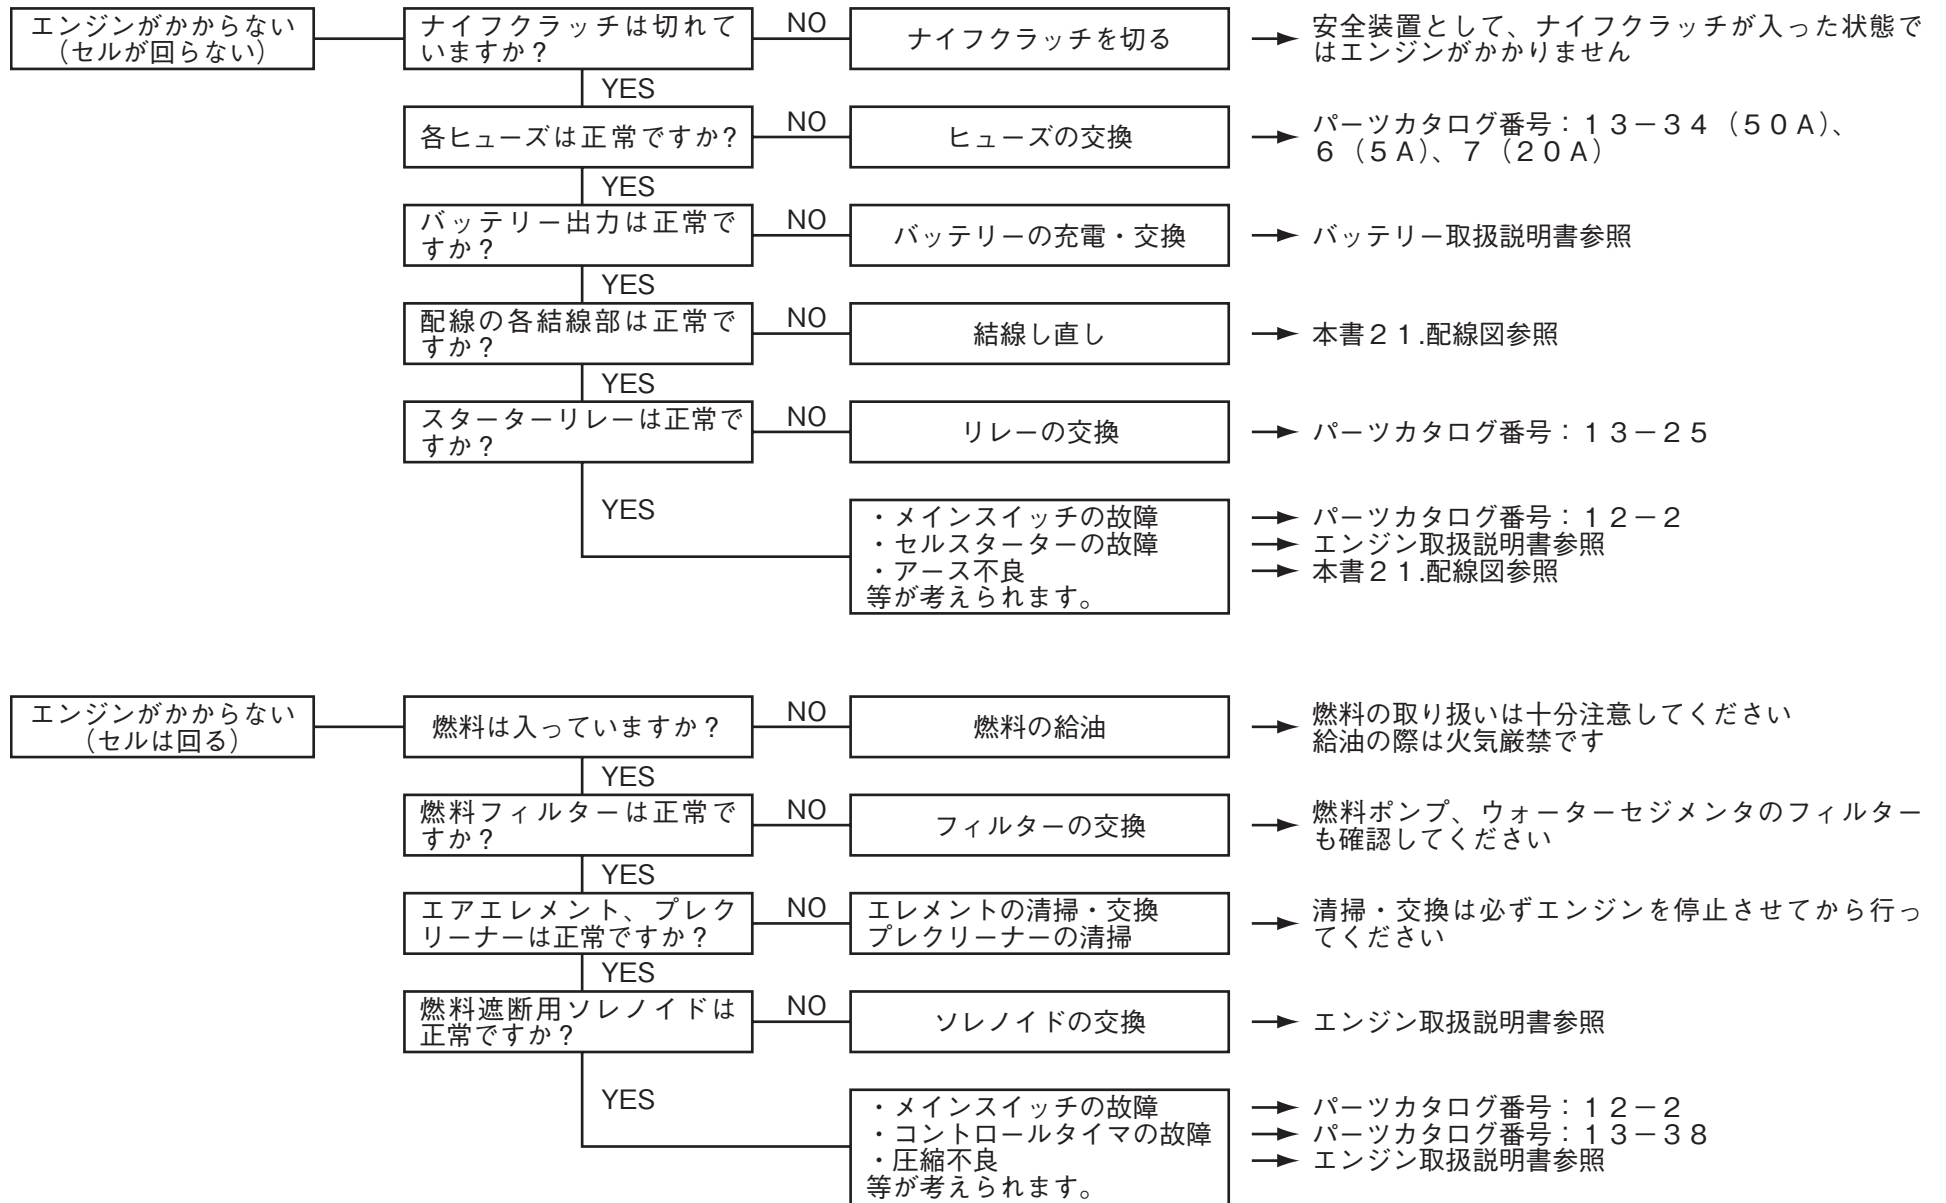 エンジンがかからない
（セルが回らない）
ナイフクラッチは切れて
いますか？
NO
ナイフクラッチを切る
安全装置として、ナイフクラッチが入った状態で
はエンジンがかかりません
YES
各ヒューズは正常ですか？
NO
ヒューズの交換
パーツカタログ番号：１３－３４（５０Ａ）、
６（５Ａ）、７（２０Ａ）
YES
バッテリー出力は正常で
すか？
NO
バッテリーの充電・交換
バッテリー取扱説明書参照
YES
配線の各結線部は正常で
すか？
NO
結線し直し
本書２１.配線図参照
YES
スターターリレーは正常で
すか？
NO
リレーの交換
パーツカタログ番号：１３－２５
YES
・メインスイッチの故障
・セルスターターの故障
・アース不良
等が考えられます。
パーツカタログ番号：１２－２
エンジン取扱説明書参照
本書２１.配線図参照
エンジンがかからない
（セルは回る）
燃料は入っていますか？
NO
燃料の給油
燃料の取り扱いは十分注意してください
給油の際は火気厳禁です
YES
燃料フィルターは正常で
すか？
NO
フィルターの交換
燃料ポンプ、ウォーターセジメンタのフィルター
も確認してください
YES
エアエレメント、プレク
リーナーは正常ですか？
NO
エレメントの清掃・交換
プレクリーナーの清掃
清掃・交換は必ずエンジンを停止させてから行っ
てください
YES
燃料遮断用ソレノイドは
正常ですか？
NO
ソレノイドの交換
エンジン取扱説明書参照
YES
・メインスイッチの故障
・コントロールタイマの故障
・圧縮不良
等が考えられます。
パーツカタログ番号：１２－２
パーツカタログ番号：１３－３８
エンジン取扱説明書参照